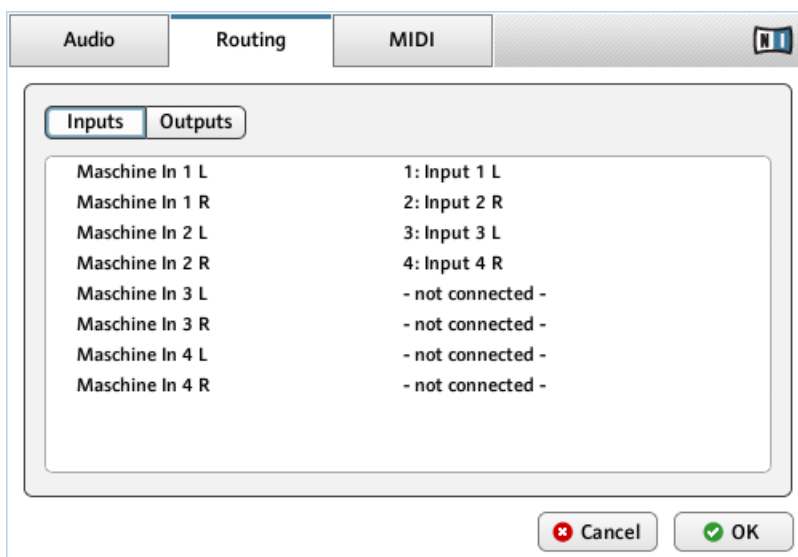 Audio Routing MIDI NI
Inputs Outputs
Maschine In 1 L 1: Input 1 L
Maschine In 1 R 2: Input 2 R
Maschine In 2 L 3: Input 3 L
Maschine In 2 R 4: Input 4 R
Maschine In 3 L - not connected -
Maschine In 3 R - not connected -
Maschine In 4 L - not connected -
Maschine In 4 R - not connected -
Cancel OK